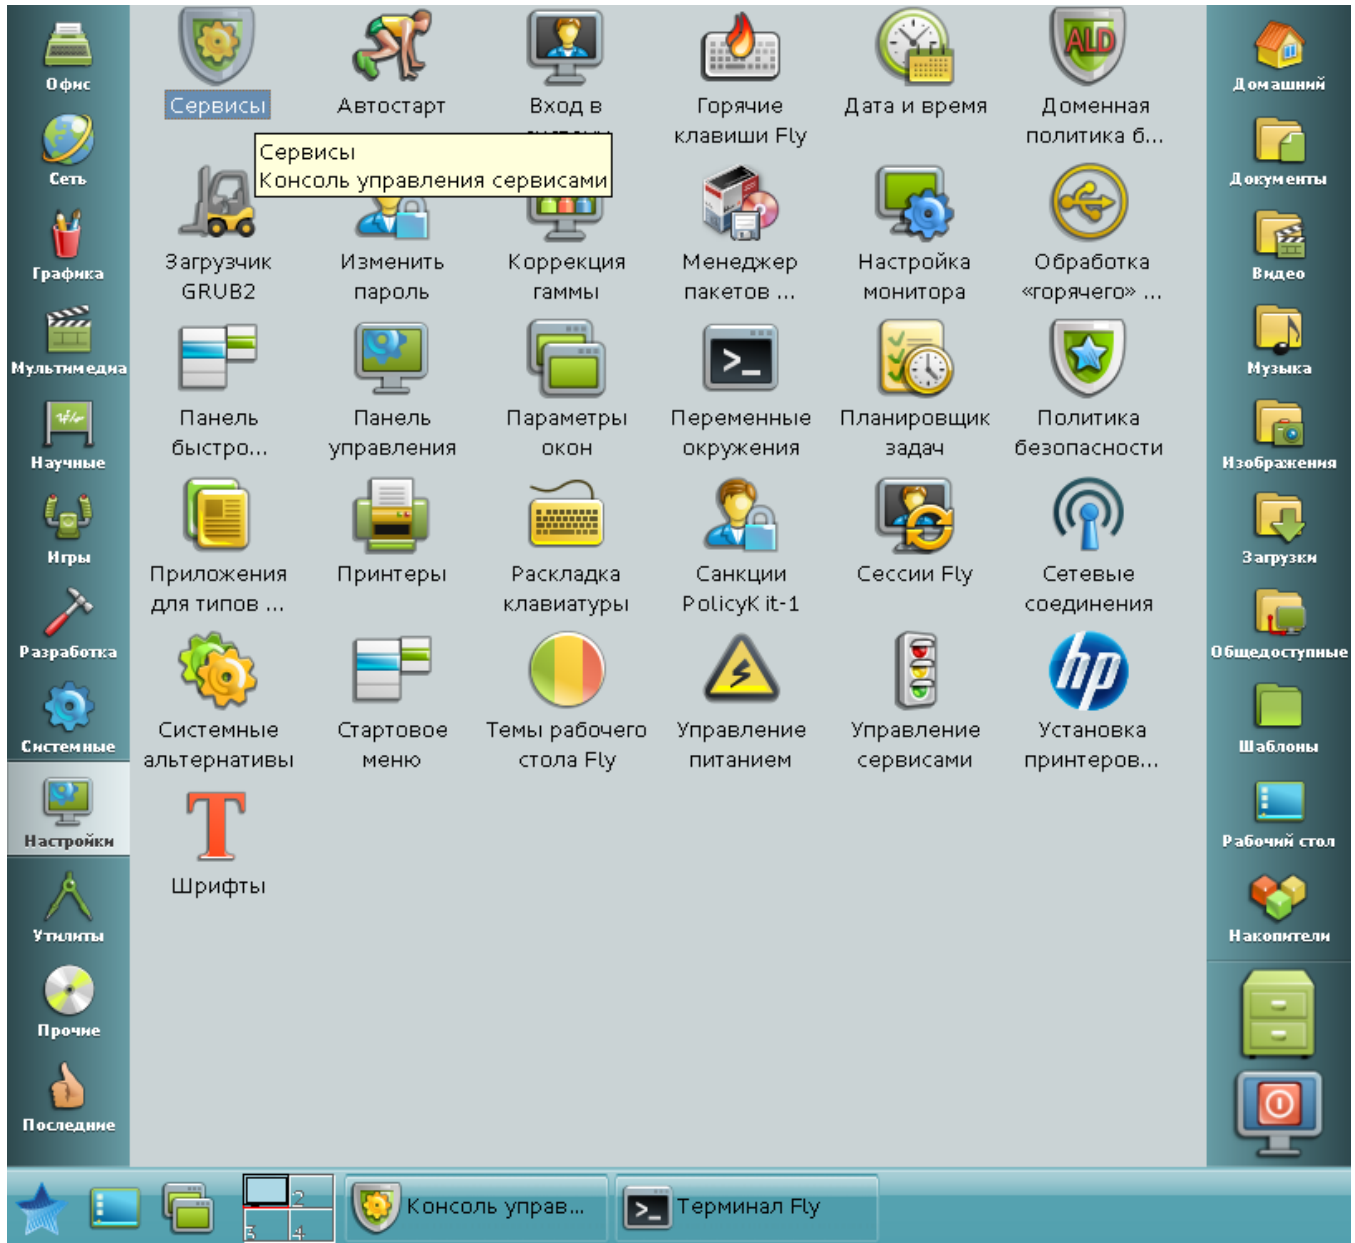 Офис
Сеть
Графика
Мультимедиа
Научные
Игры
Разработка
Системные
Настройки
Утилиты
Прочие
Последние
Сервисы
Автостарт
Вход в
Горячие
клавиши Fly
Дата и время
ALD
Доменная
политика б...
Сервисы
Консоль управления сервисами
Загрузчик
GRUB2
Изменить
пароль
Коррекция
гаммы
Менеджер
пакетов ...
Настройка
монитора
Обработка
«горячего» ...
Панель
быстро...
Панель
управления
Параметры
окон
Переменные
окружения
Планировщик
задач
Политика
безопасности
Приложения
для типов ...
Принтеры
Раскладка
клавиатуры
Санкции
PolicyKit-1
Сессии Fly
Сетевые
соединения
Системные
альтернативы
Стартовое
меню
Темы рабочего
стола Fly
Управление
питанием
Управление
сервисами
hp
Установка
принтеров...
T
Шрифты
Домашний
Документы
Видео
Музыка
Изображения
Загрузки
Общедоступные
Шаблоны
Рабочий стол
Накопители
2
3
4
Консоль управ...
Терминал Fly